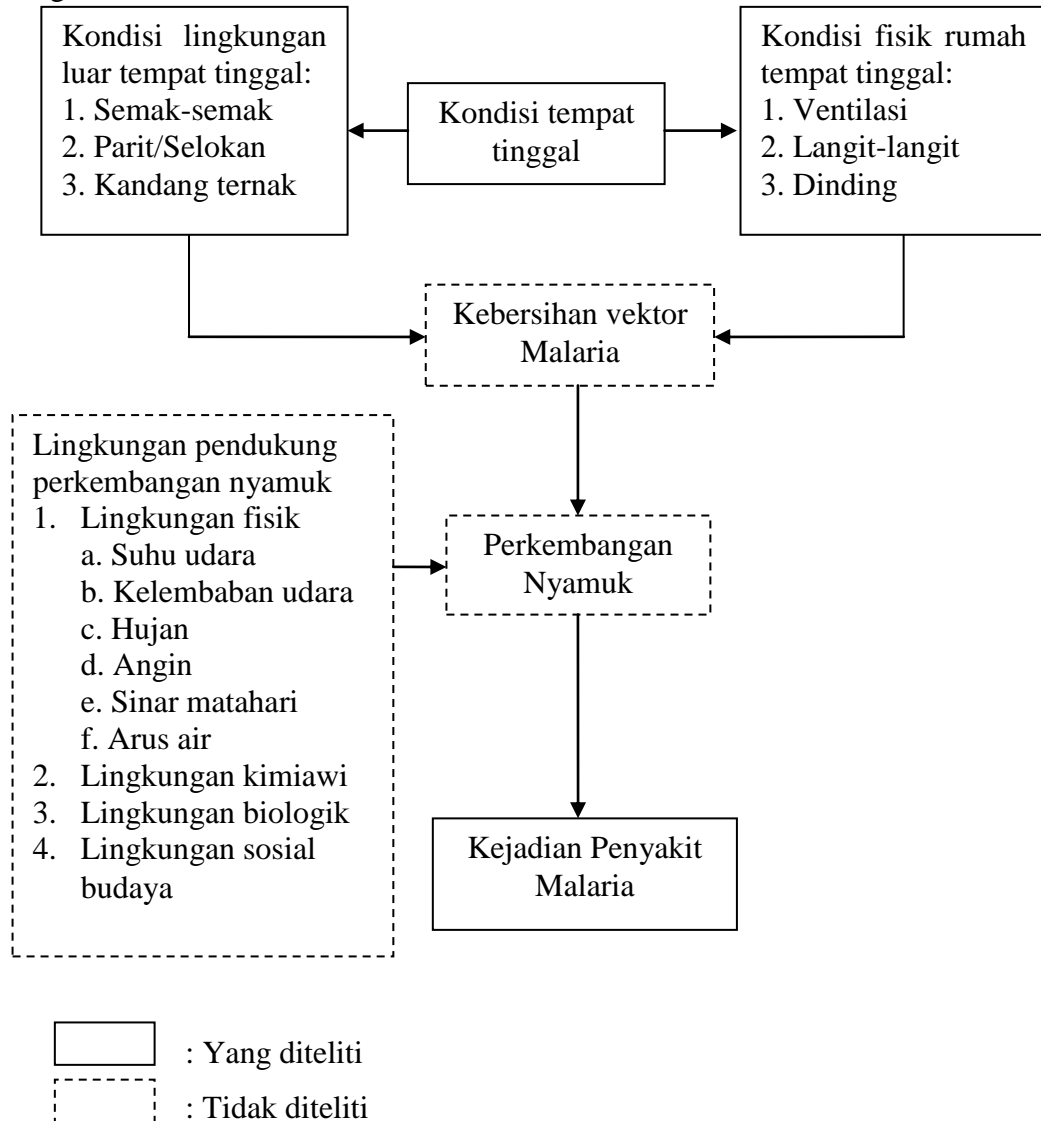 Kondisi lingkungan
luar tempat tinggal:
1. Semak-semak
2. Parit/Selokan
3. Kandang ternak
Kondisi tempat
tinggal
Kondisi fisik rumah
tempat tinggal:
1. Ventilasi
2. Langit-langit
3. Dinding
Kebersihan vektor
Malaria
Lingkungan pendukung
perkembangan nyamuk
1. Lingkungan fisik
a. Suhu udara
b. Kelembaban udara
c. Hujan
d. Angin
e. Sinar matahari
f. Arus air
2. Lingkungan kimiawi
3. Lingkungan biologik
4. Lingkungan sosial
budaya
Perkembangan
Nyamuk
Kejadian Penyakit
Malaria
: Yang diteliti
: Tidak diteliti